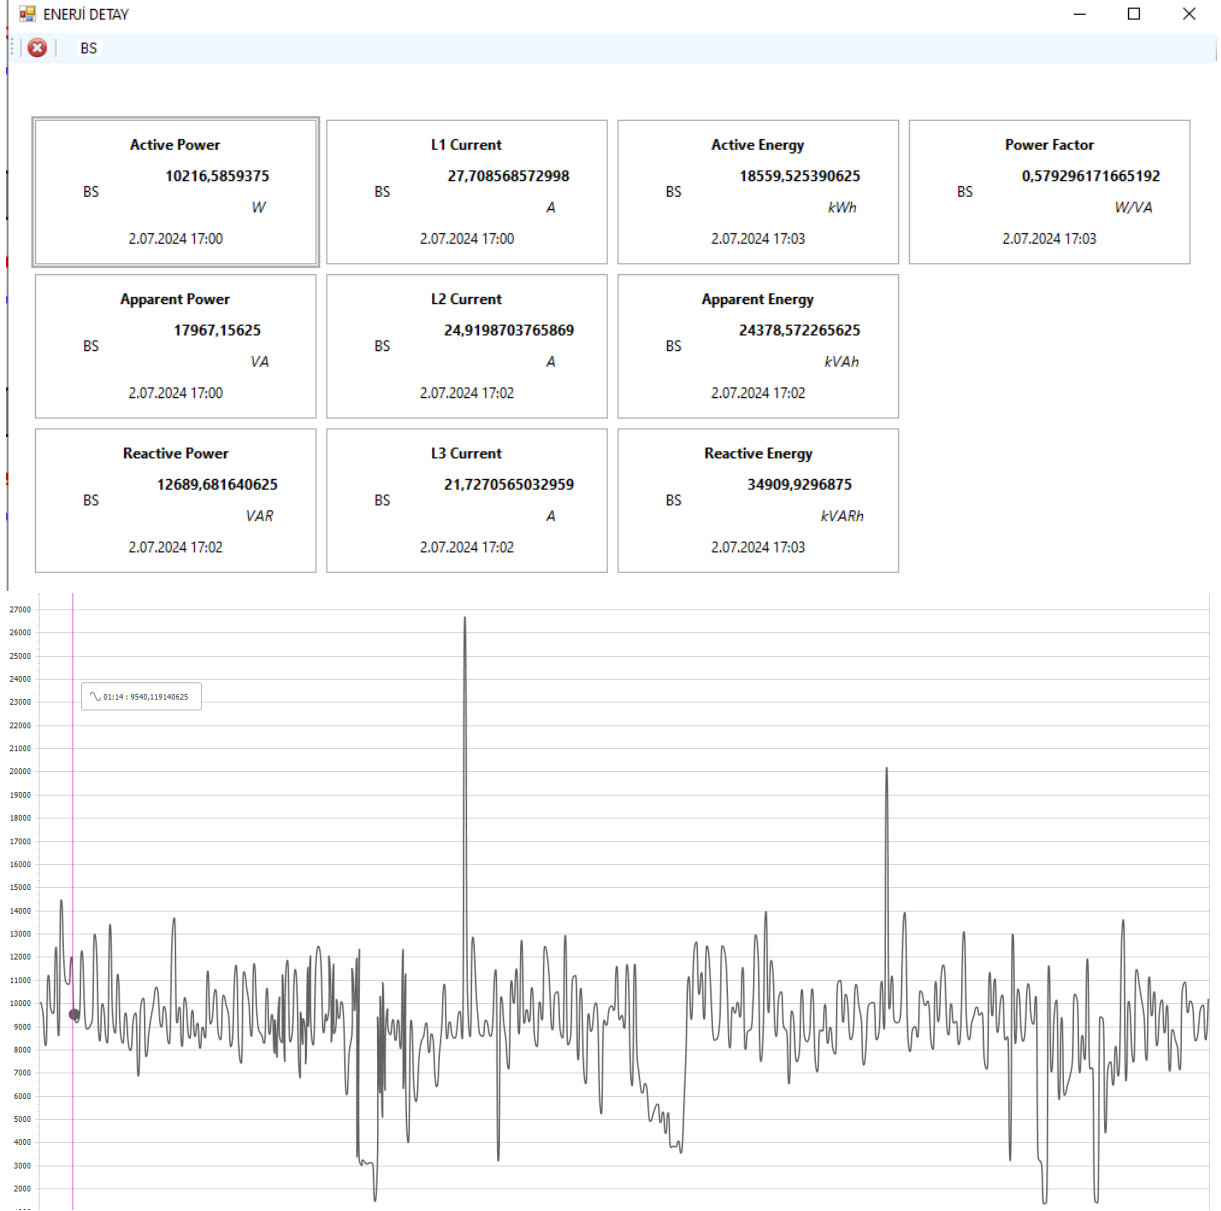 ENERJİ DETAY
BS
Active Power
BS
10216,5859375
W
2.07.2024 17:00
L1 Current
BS
27,708568572998
A
2.07.2024 17:00
Active Energy
BS
18559,525390625
kWh
2.07.2024 17:03
Power Factor
BS
0,579296171665192
W/VA
2.07.2024 17:03
Apparent Power
BS
17967,15625
VA
2.07.2024 17:00
L2 Current
BS
24,9198703765869
A
2.07.2024 17:02
Apparent Energy
BS
24378,572265625
kVAh
2.07.2024 17:02
Reactive Power
BS
12689,681640625
VAR
2.07.2024 17:02
L3 Current
BS
21,7270565032959
A
2.07.2024 17:02
Reactive Energy
BS
34909,9296875
kVARh
2.07.2024 17:03
27000
26000
25000
24000
23000
22000
21000
20000
19000
18000
17000
16000
15000
14000
13000
12000
11000
10000
9000
8000
7000
6000
5000
4000
3000
2000
01:14 : 9540,119140625